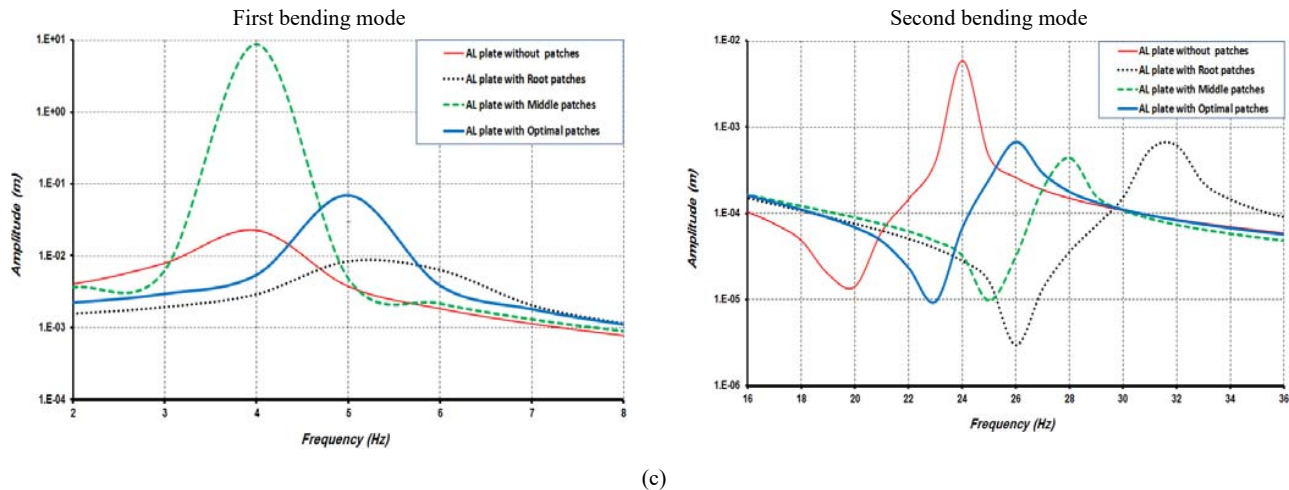 First bending mode
1.E+01
1.E+00
1.E-01
1.E-02
1.E-03
1.E-04
Amplitude (m)
AL plate without patches
AL plate with Root patches
AL plate with Middle patches
AL plate with Optimal patches
2 3 4 5 6 7 8
Frequency (Hz)
Second bending mode
1.E-02
1.E-03
1.E-04
1.E-05
1.E-06
Amplitude (m)
AL plate without patches
AL plate with Root patches
AL plate with Middle patches
AL plate with Optimal patches
16 18 20 22 24 26 28 30 32 34 36
Frequency (Hz)
(c)